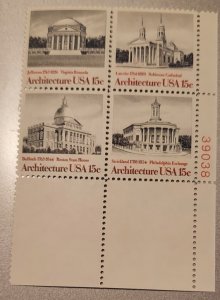 Jefferson 1743-1826 Virginia Rotunda
Architecture USA 15c
Latrobe 1764-1820 Baltimore Cathedral
Architecture USA 15c
Bulfinch 1763-1844 Boston State House
Architecture USA 15c
Strickland 1788-1854 Philadelphia Exchange
Architecture USA 15c
39028